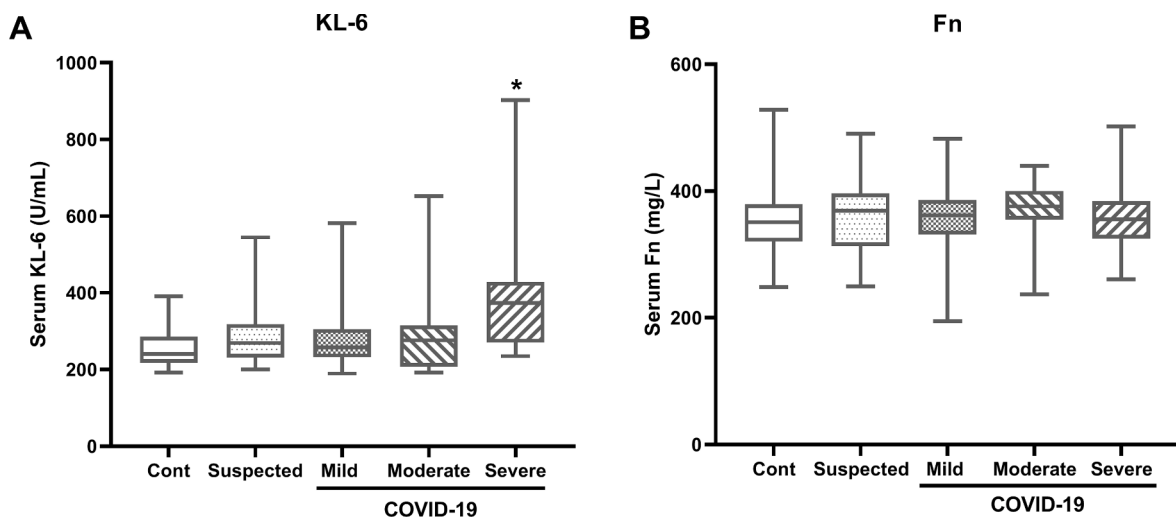 A
KL-6
Serum KL-6 (U/mL)
1000
800
600
400
200
0
*
Cont Suspected Mild Moderate Severe
COVID-19
B
Fn
Serum Fn (mg/L)
600
400
200
0
Cont Suspected Mild Moderate Severe
COVID-19